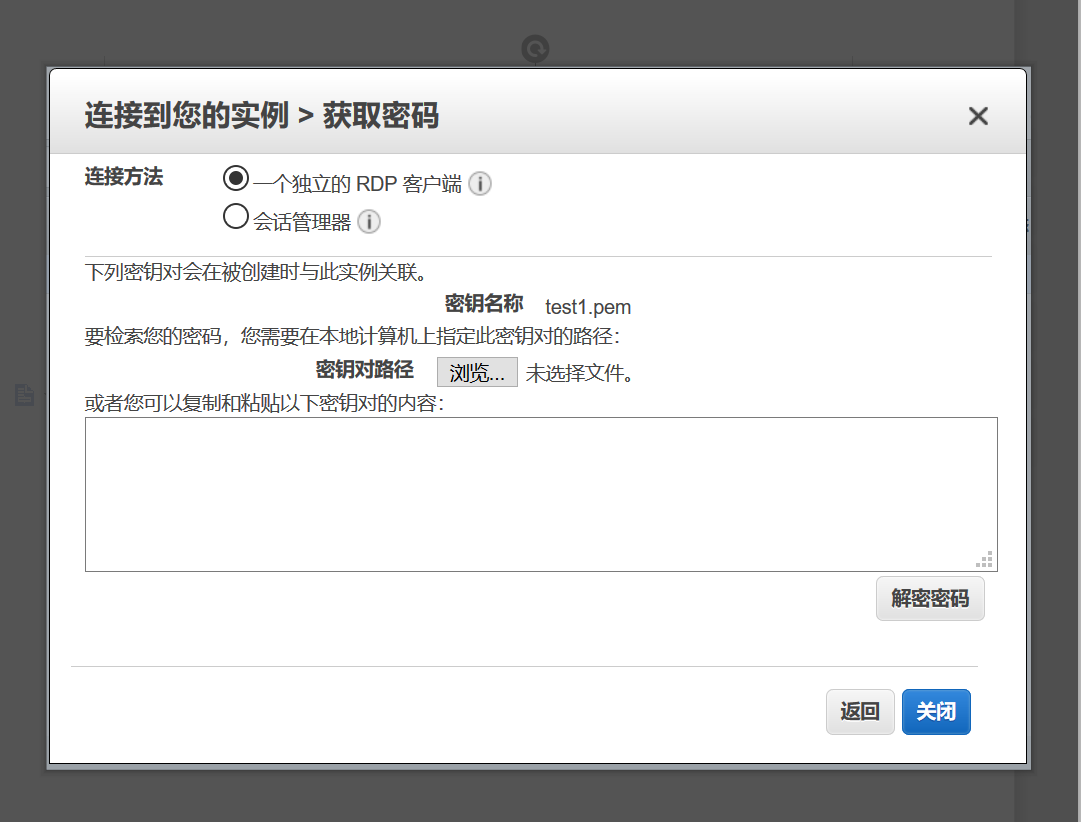 连接到您的实例 > 获取密码
连接方法
一个独立的 RDP 客户端
会话管理器
下列密钥对会在被创建时与此实例关联。
密钥名称 test1.pem
要检索您的密码，您需要在本地计算机上指定此密钥对的路径：
密钥对路径 浏览... 未选择文件。
或者您可以复制和粘贴以下密钥对的内容：
解密密码
返回 关闭